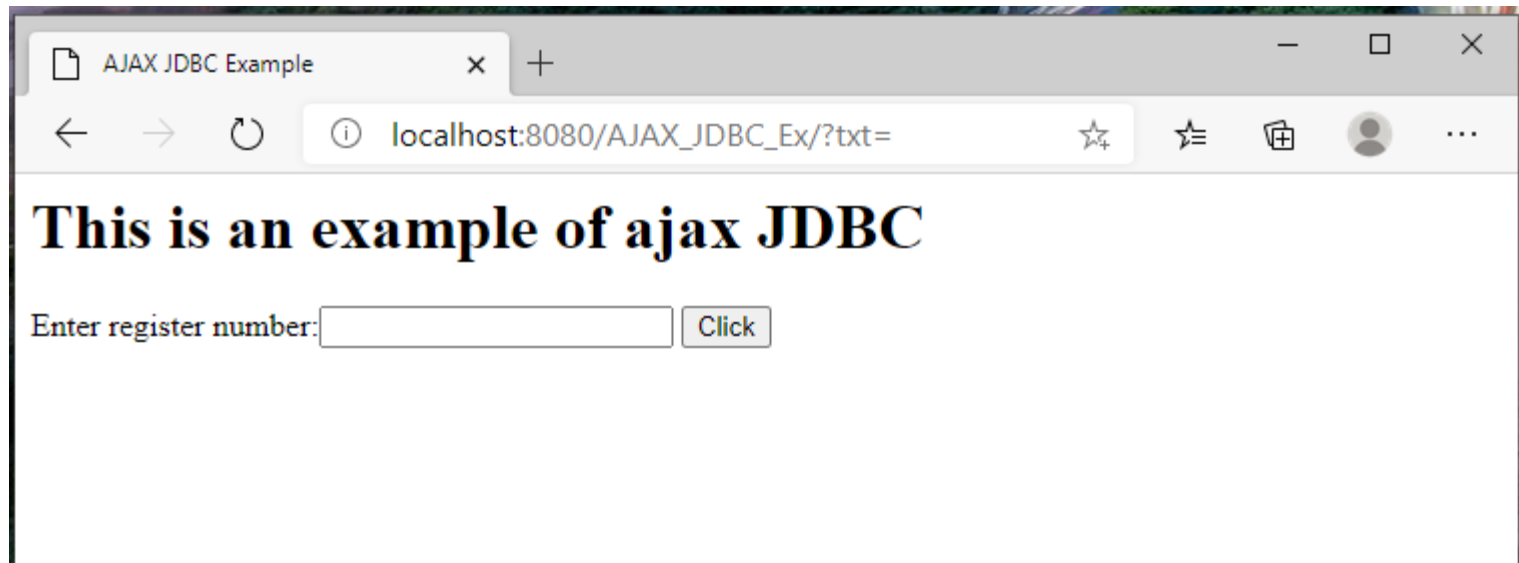 AJAX JDBC Example
localhost:8080/AJAX_JDBC_Ex/?txt=
This is an example of ajax JDBC
Enter register number: Click